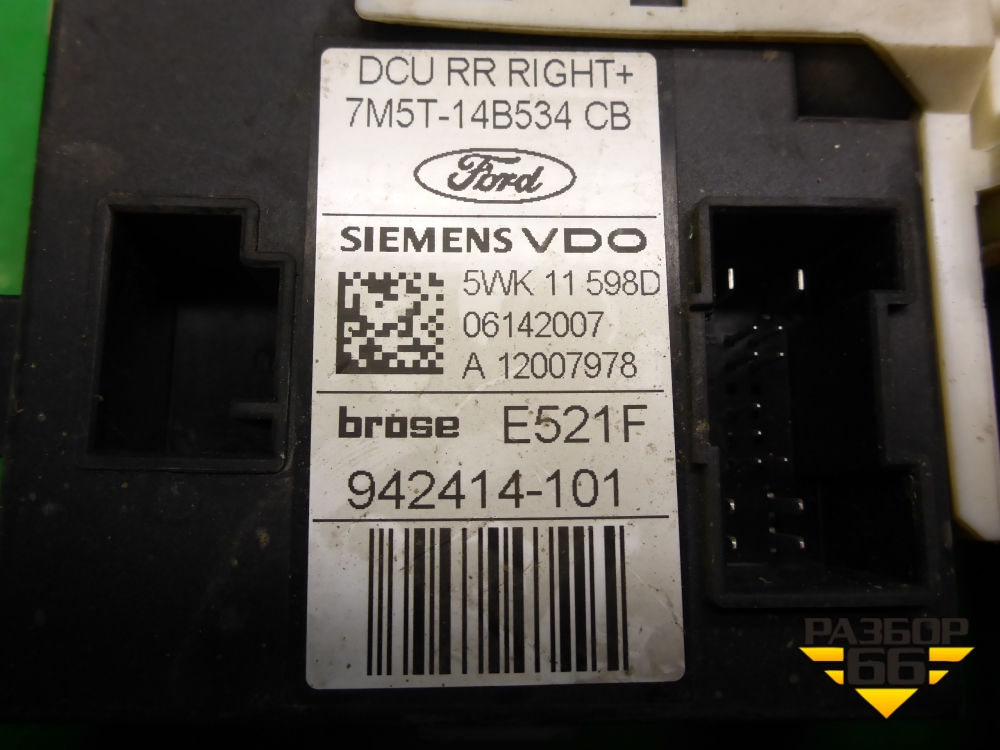 DCU RR RIGHT+
7M5T-14B534 CB
Ford
SIEMENS VDO
5WK 11 598D
06142007
A 12007978
brose E521F
942414-101
РАЗБОР
66